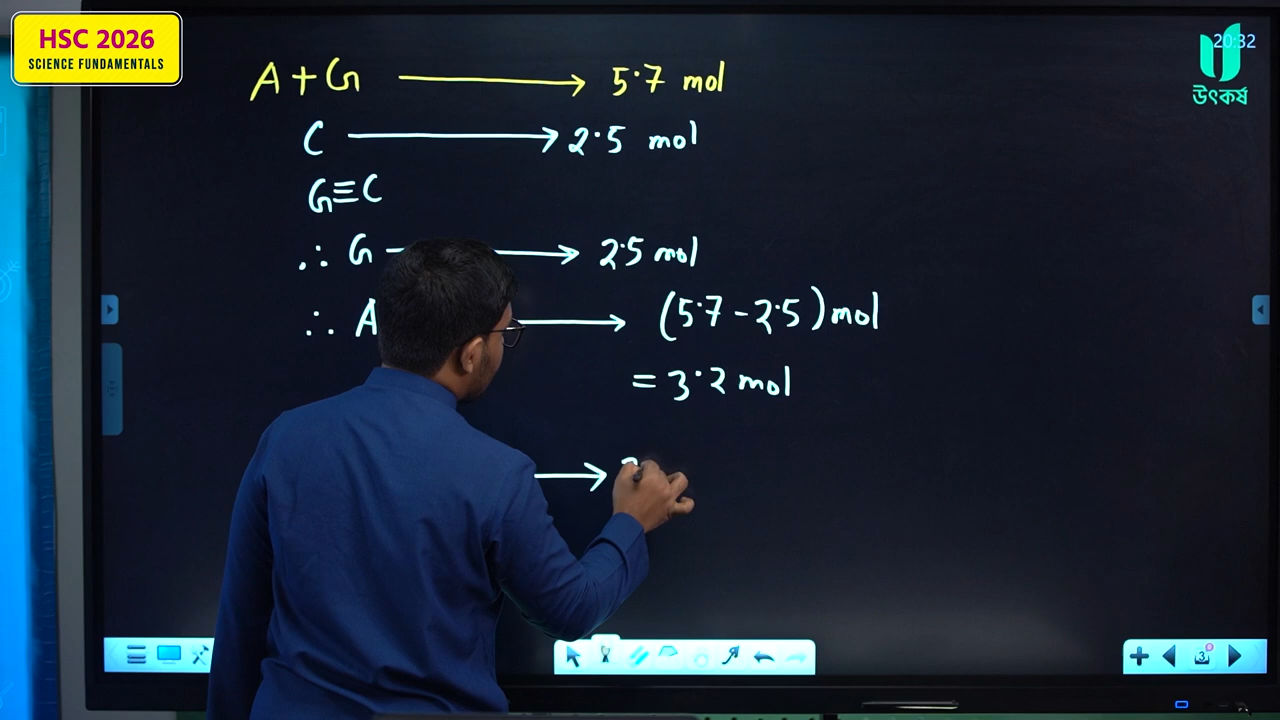 HSC 2026
SCIENCE FUNDAMENTALS
20:32
উৎকর্ষ
A + G ⟶ 5.7 mol
C ⟶ 2.5 mol
G≡C
∴ G ⟶ 2.5 mol
∴ A ⟶ (5.7 - 2.5) mol
= 3.2 mol
⟶
3